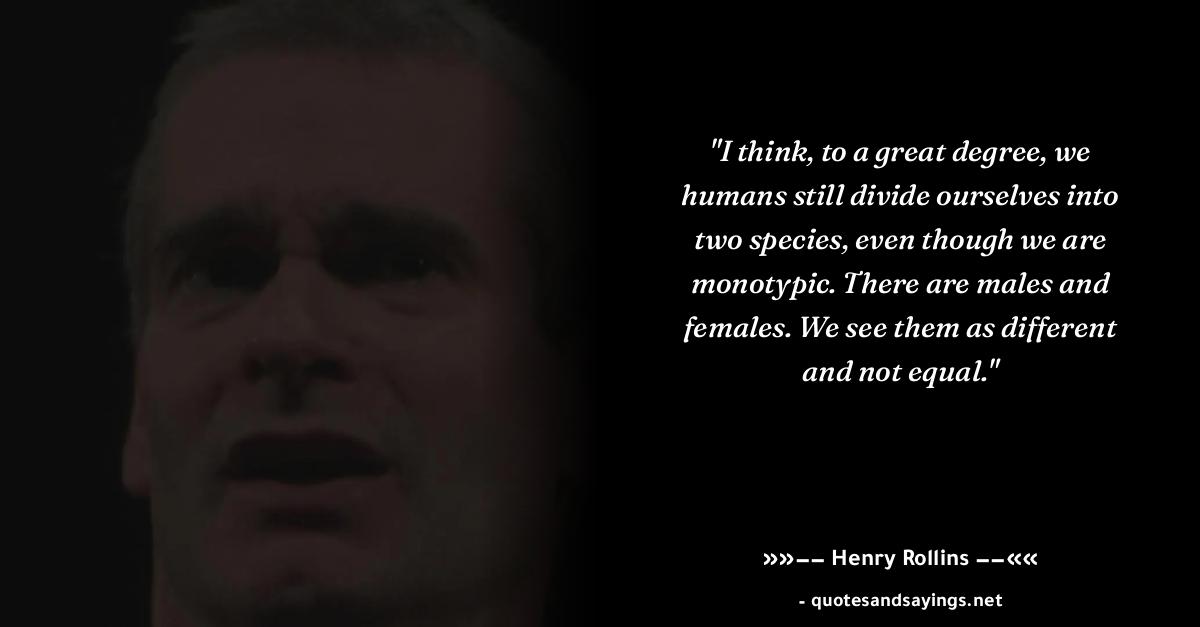 "I think, to a great degree, we
humans still divide ourselves into
two species, even though we are
monotypic. There are males and
females. We see them as different
and not equal."
»»–– Henry Rollins ––««
- quotesandsayings.net